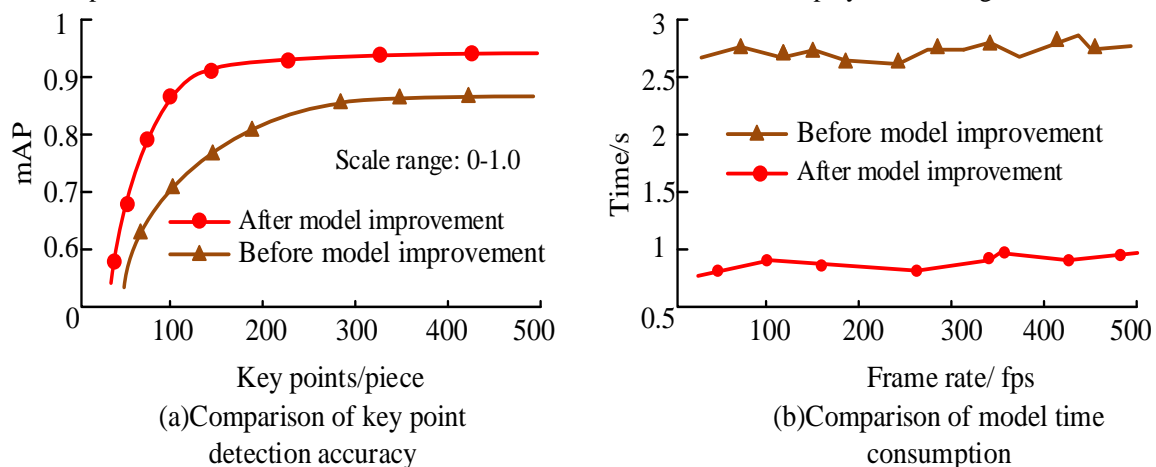 1
0.9
0.8
0.7
0.6
0
100
200
300
400
500
mAP
Scale range: 0-1.0
After model improvement
Before model improvement
Key points/piece
(a)Comparison of key point
detection accuracy
3
2.5
2
1.5
1
0.5
100
200
300
400
500
Time/s
Before model improvement
After model improvement
Frame rate/ fps
(b)Comparison of model time
consumption